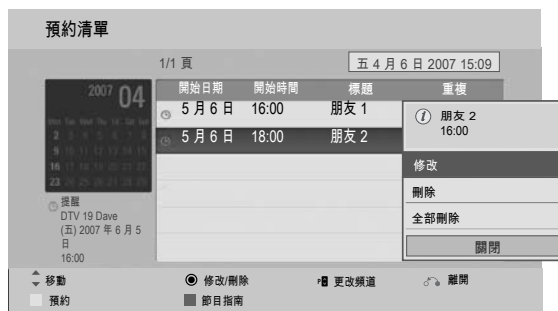 預約清單
1/1 頁
五 4 月 6 日 2007 15:09
2007 04
開始日期 開始時間 標題 重複
5 月 6 日 16:00 朋友 1
5 月 6 日 18:00 朋友 2
朋友 2
16:00
修改
刪除
全部刪除
關閉
2
9
16
23
提醒
DTV 19 Dave
(五) 2007 年 6 月 5
日
16:00
移動 修改/刪除 更改頻道 離開
預約 節目指南